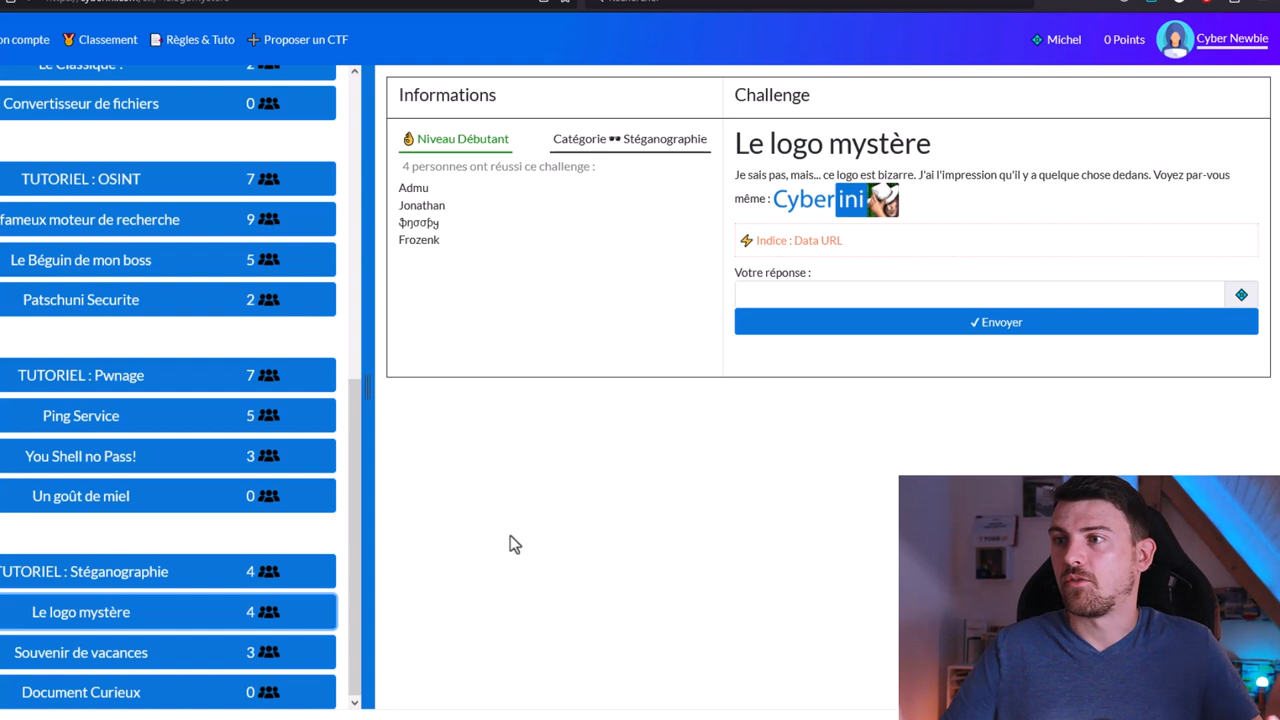 on compte 🏅 Classement 📝 Règles & Tuto ➕ Proposer un CTF Michel 0 Points Cyber Newbie
Le Classique : 2
Convertisseur de fichiers 0
TUTORIEL : OSINT 7
fameux moteur de recherche 9
Le Béguin de mon boss 5
Patschuni Securite 2
TUTORIEL : Pwnage 7
Ping Service 5
You Shell no Pass! 3
Un goût de miel 0
TUTORIEL : Stéganographie 4
Le logo mystère 4
Souvenir de vacances 3
Document Curieux 0
Informations
Niveau Débutant Catégorie 🕶 Stéganographie
4 personnes ont réussi ce challenge :
Admu
Jonathan
Frozenk
Challenge
Le logo mystère
Je sais pas, mais... ce logo est bizarre. J'ai l'impression qu'il y a quelque chose dedans. Voyez par-vous
même : Cyberini
⚡ Indice : Data URL
Votre réponse :
✓ Envoyer